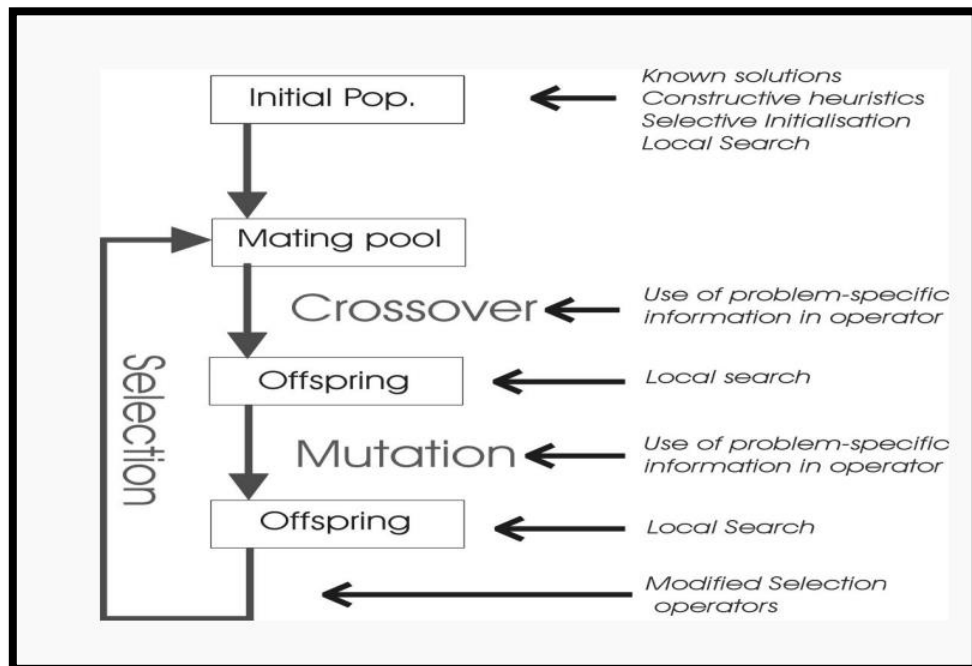 Initial Pop.
Known solutions
Constructive heuristics
Selective Initialisation
Local Search
Mating pool
Crossover
Use of problem-specific
information in operator
Selection
Offspring
Local search
Mutation
Use of problem-specific
information in operator
Offspring
Local Search
Modified Selection
operators